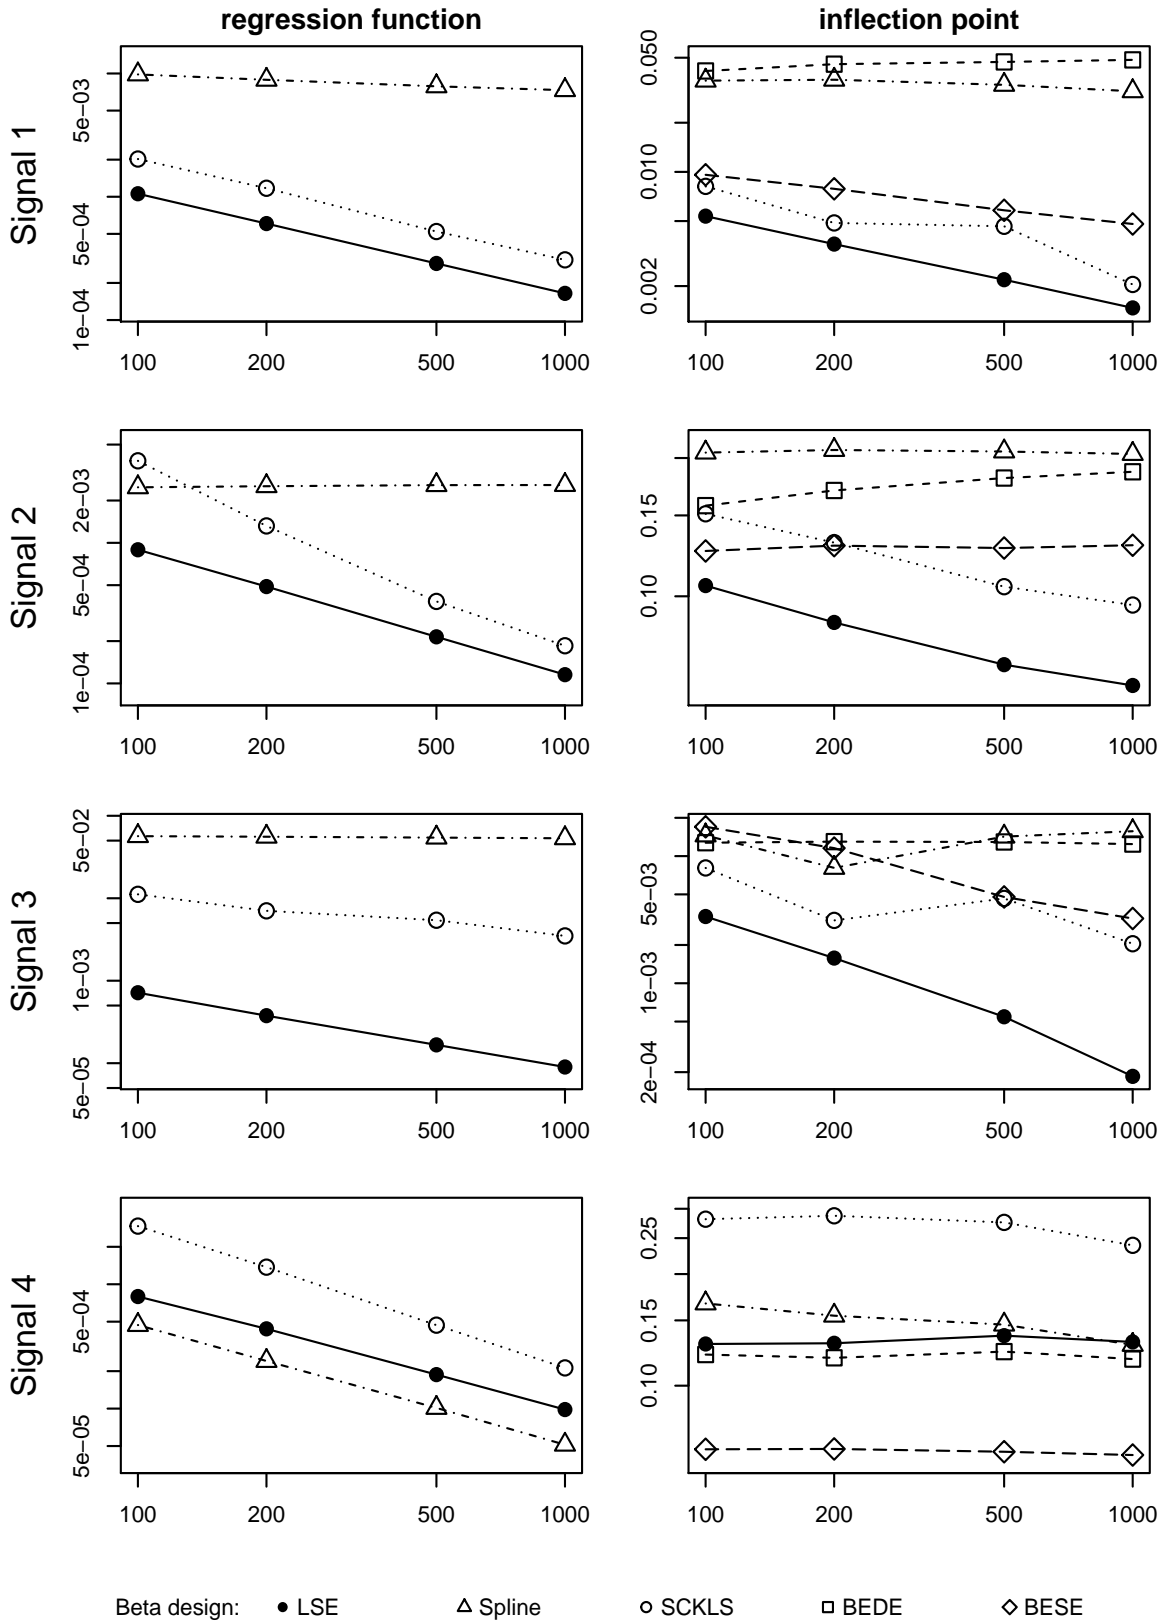 regression function
inflection point
Signal 1
5e−03
5e−04
1e−04
100 200 500 1000
0.050
0.010
0.002
100 200 500 1000
Signal 2
2e−03
5e−04
1e−04
100 200 500 1000
0.15
0.10
100 200 500 1000
Signal 3
5e−02
1e−03
5e−05
100 200 500 1000
5e−03
1e−03
2e−04
100 200 500 1000
Signal 4
5e−04
5e−05
100 200 500 1000
0.25
0.15
0.10
100 200 500 1000
Beta design: LSE Spline SCKLS BEDE BESE